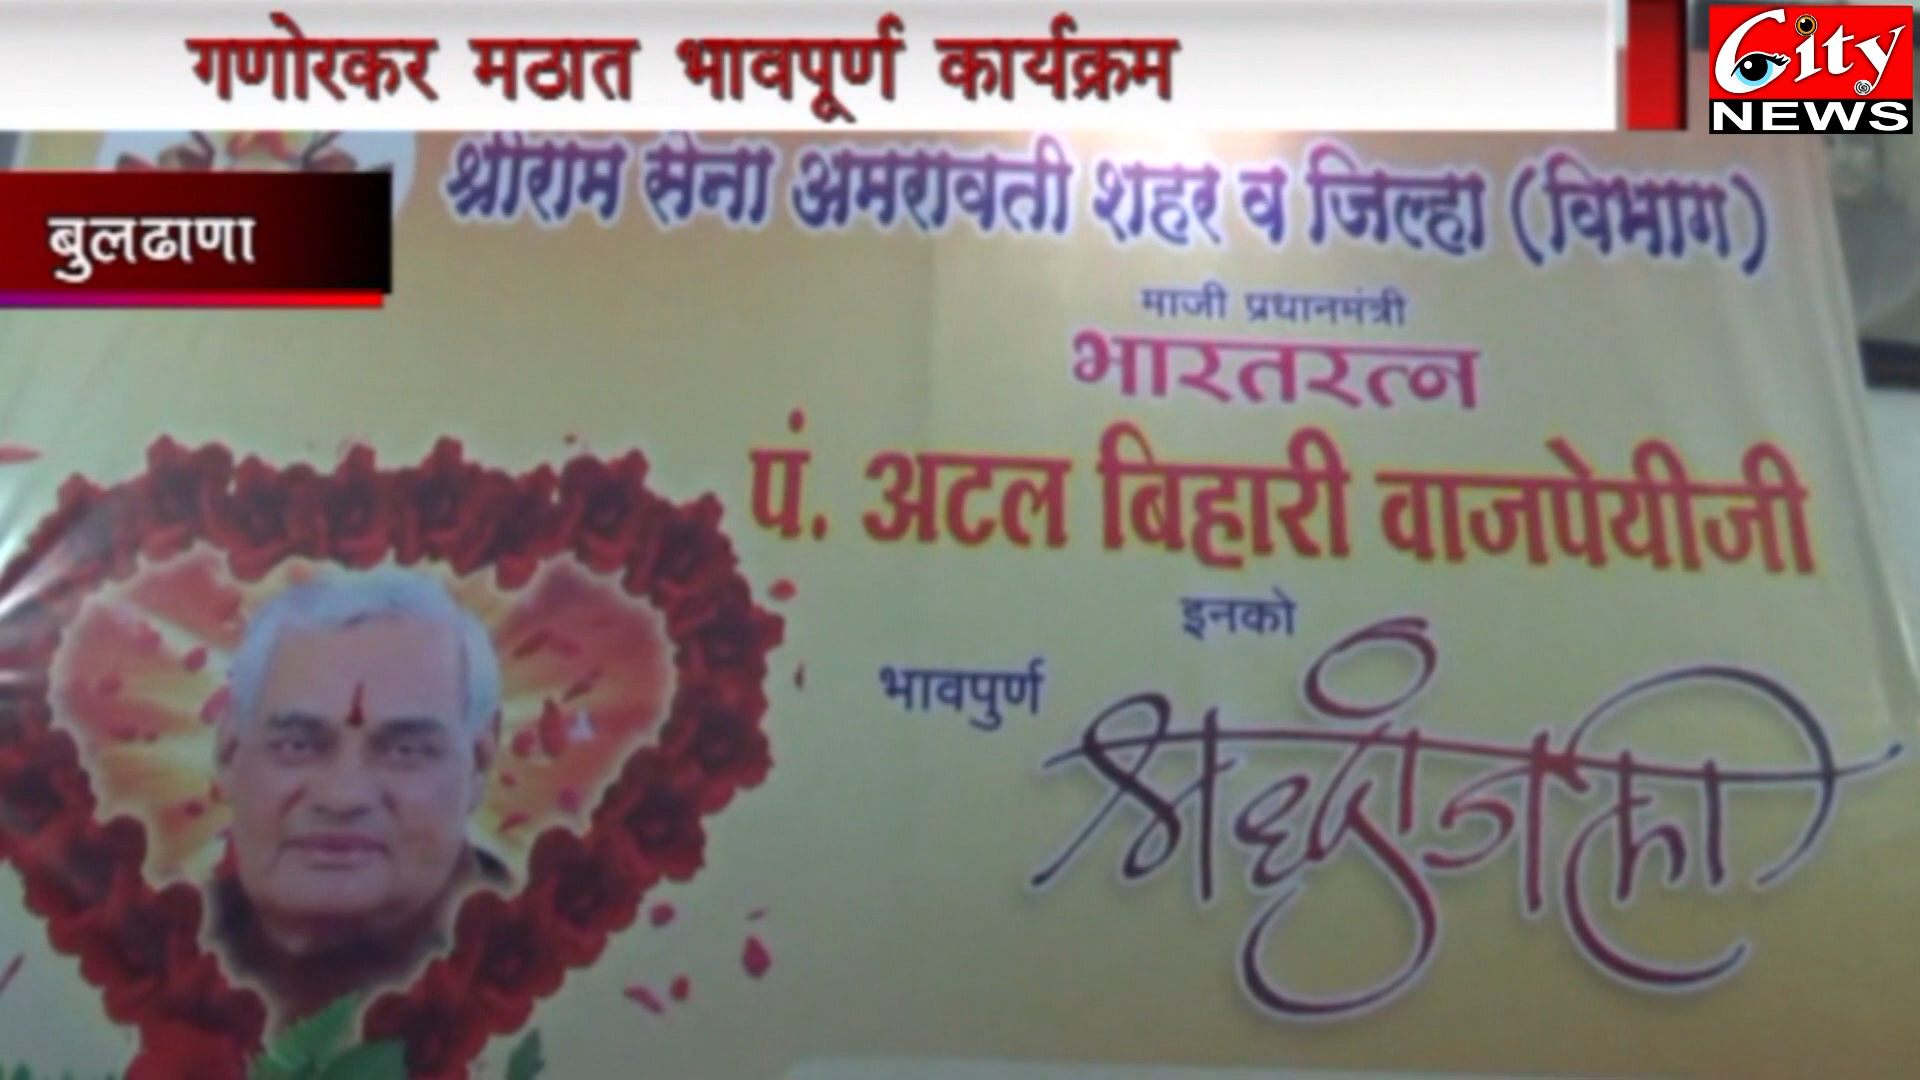 गणोरकर मठात भावपूर्ण कार्यक्रम
City
NEWS
श्रीराम सेना अमरावती शहर व जिल्हा (विभाग)
बुलढाणा
माजी प्रधानमंत्री
भारतरत्न
पं. अटल बिहारी वाजपेयीजी
इनको
भावपुर्ण
श्रध्दांजली